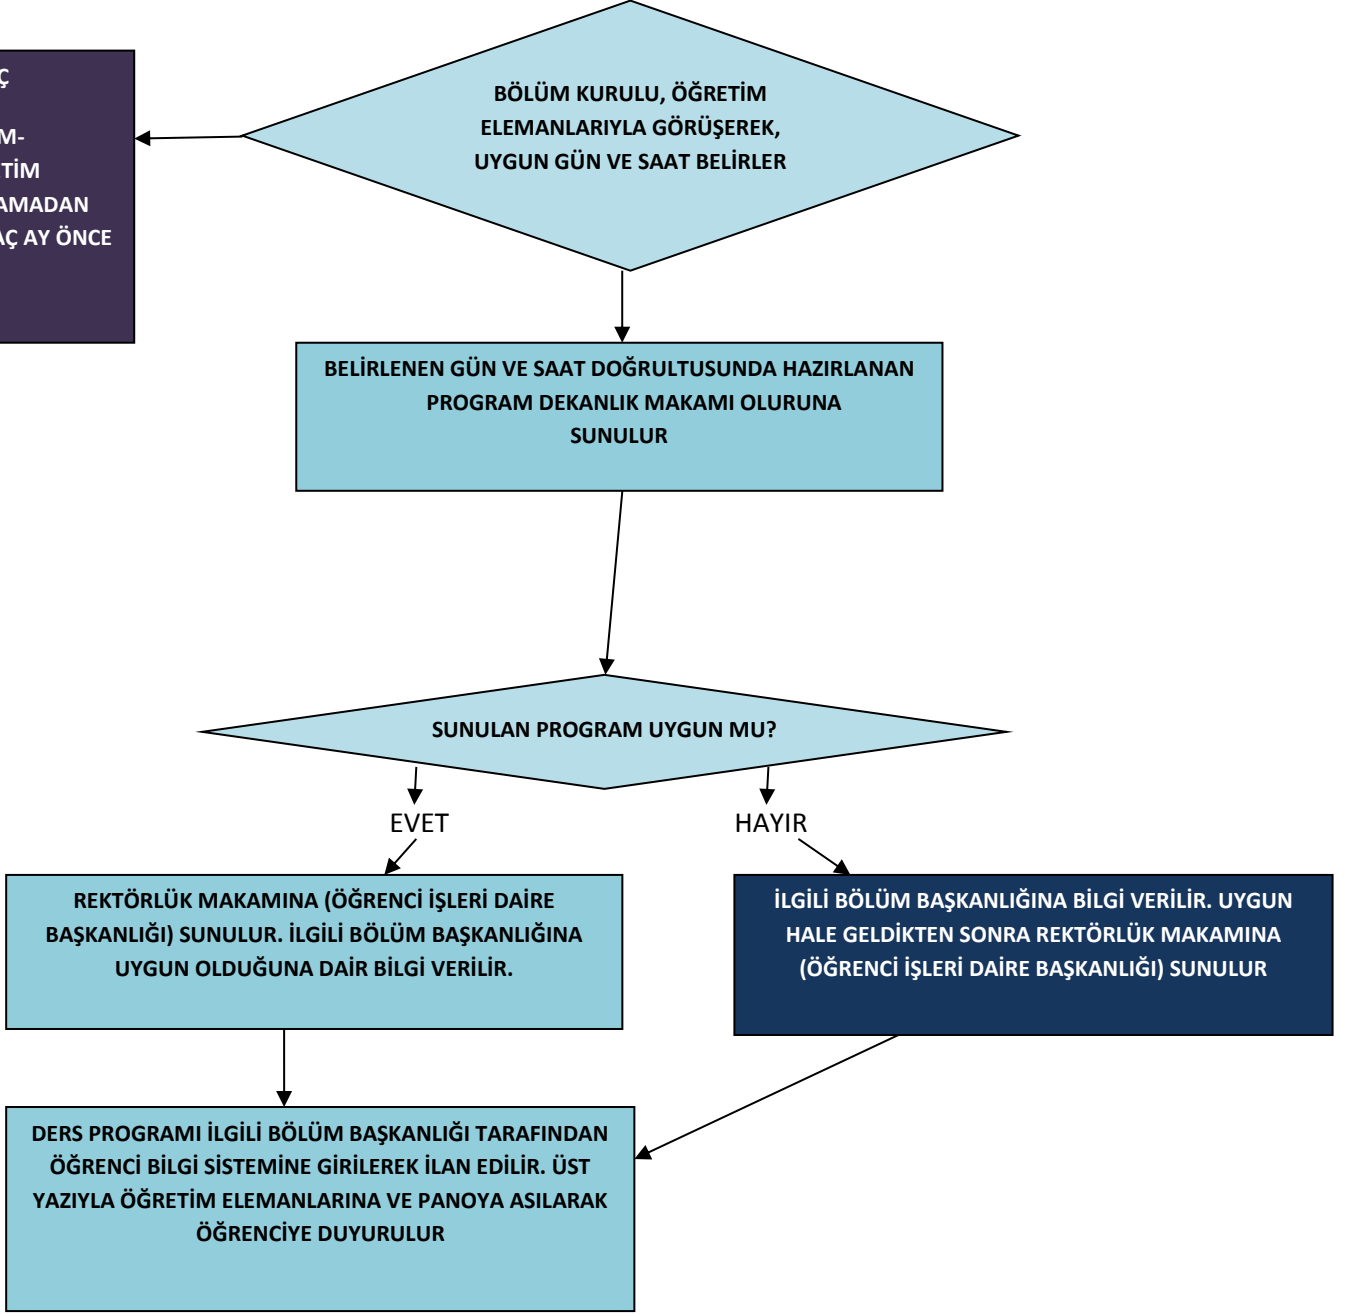 BÖLÜM KURULU, ÖĞRETİM
ELEMANLARIYLA GÖRÜŞEREK,
UYGUN GÜN VE SAAT BELİRLER
AY ÖNCE
BELİRLENEN GÜN VE SAAT DOĞRULTUSUNDA HAZIRLANAN
PROGRAM DEKANLIK MAKAMI OLURUNA
SUNULUR
SUNULAN PROGRAM UYGUN MU?
EVET
HAYIR
REKTÖRLÜK MAKAMINA (ÖĞRENCİ İŞLERİ DAİRE
BAŞKANLIĞI) SUNULUR. İLGİLİ BÖLÜM BAŞKANLIĞINA
UYGUN OLDUĞUNA DAİR BİLGİ VERİLİR.
İLGİLİ BÖLÜM BAŞKANLIĞINA BİLGİ VERİLİR. UYGUN
HALE GELDİKTEN SONRA REKTÖRLÜK MAKAMINA
(ÖĞRENCİ İŞLERİ DAİRE BAŞKANLIĞI) SUNULUR
DERS PROGRAMI İLGİLİ BÖLÜM BAŞKANLIĞI TARAFINDAN
ÖĞRENCİ BİLGİ SİSTEMİNE GİRİLEREK İLAN EDİLİR. ÜST
YAZIYLA ÖĞRETİM ELEMANLARINA VE PANOYA ASILARAK
ÖĞRENCİYE DUYURULUR